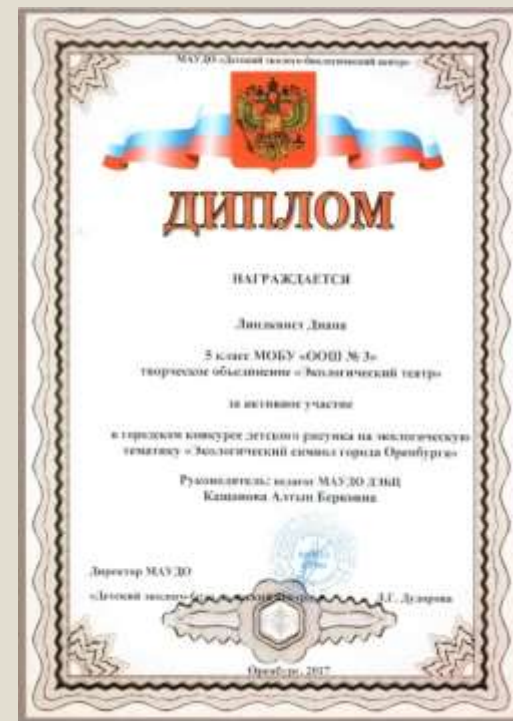 МАУДО «Детский эколого-биологический центр»
ДИПЛОМ
НАГРАЖДАЕТСЯ
Линдквист Диана
5 класс МОБУ «ООШ № 3»
творческое объединение «Экологический театр»
за активное участие
в городском конкурсе детского рисунка на экологическую
тематику «Экологический символ города Оренбурга»
Руководитель: педагог МАУДО ДЭБЦ
Кащанова Алтын Берковна
Директор МАУДО
«Детский эколого-биологический центр» Л.Г. Дударова
Оренбург, 2017